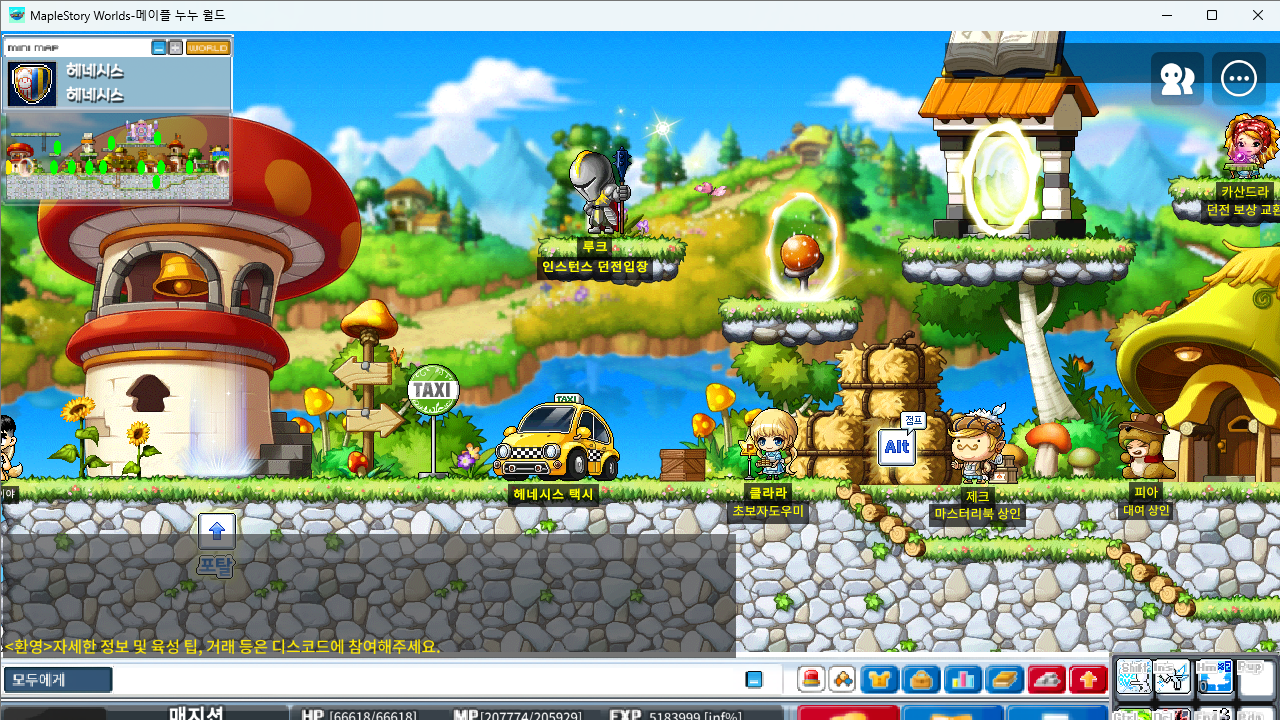 MapleStory Worlds-메이플 누누 월드
MINI MAP
WORLD
헤네시스
헤네시스
카산드라
던전 보상 교환
루크
인스턴스 던전입장
TAXI
TAXI
점프
Alt
헤네시스 택시
클라라
초보자도우미
제크
마스터리북 상인
피아
대여 상인
포탈
<환영>자세한 정보 및 육성 팁, 거래 등은 디스코드에 참여해주세요.
모두에게
Shift
Ins
Hm
Pup
매지션
HP [66618/66618]
MP[207174/205929]
EXP 5183999 [inf%]